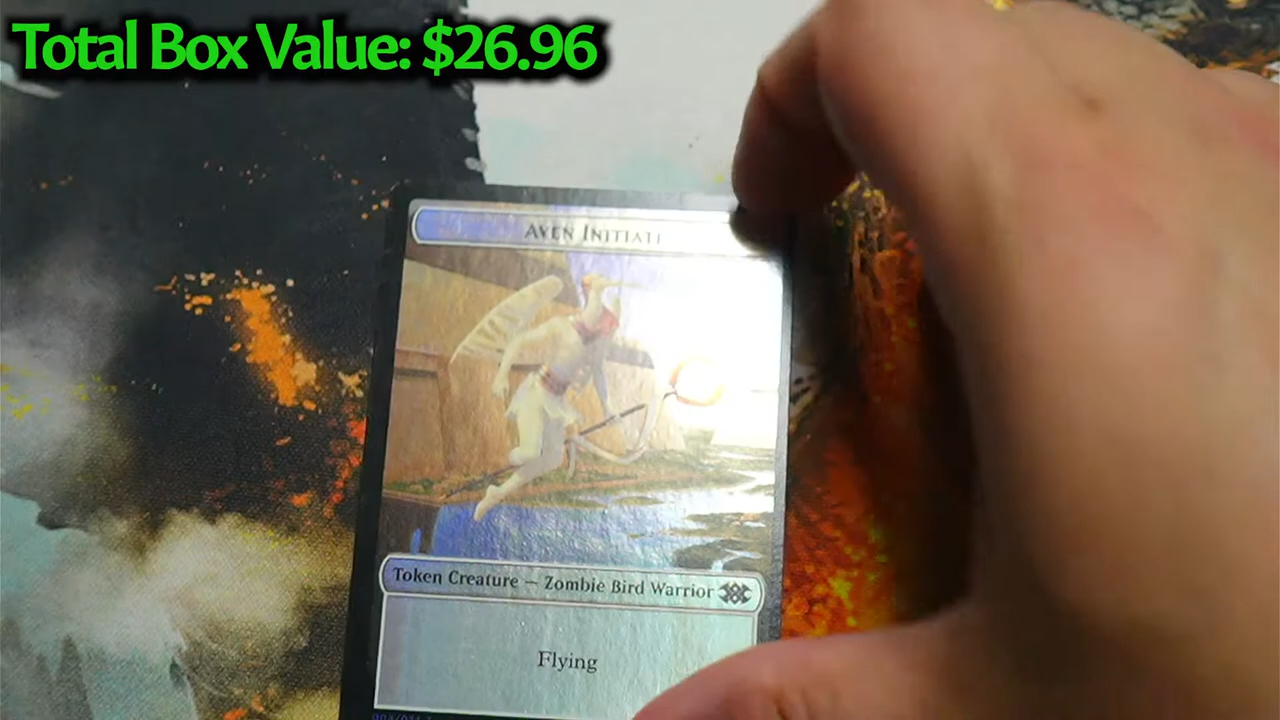 Total Box Value: $26.96
AVEN INITIATE
Token Creature — Zombie Bird Warrior
Flying